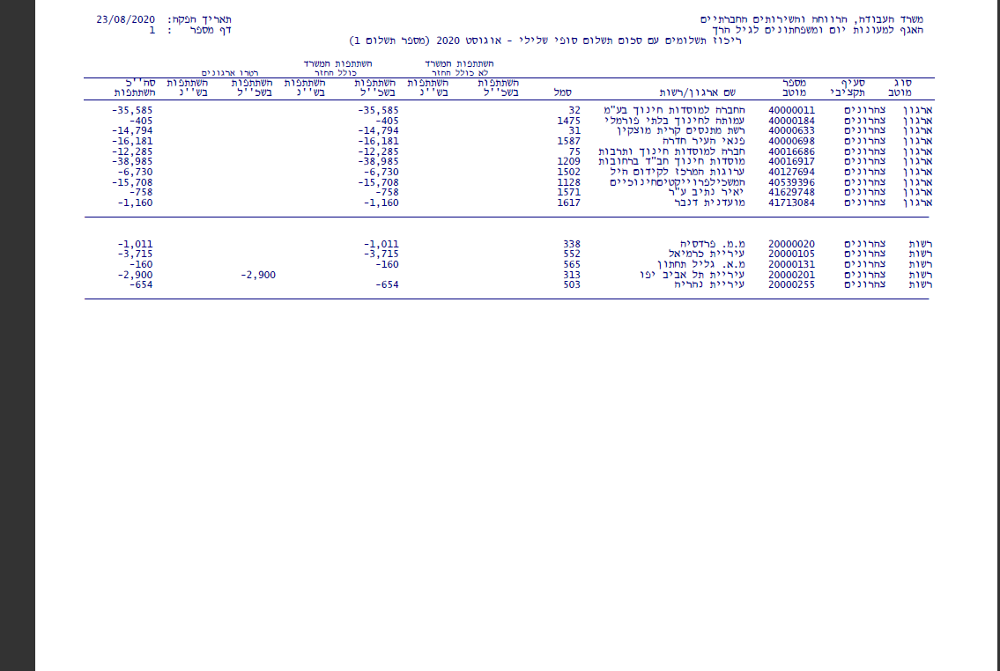 משרד העבודה, הרווחה והשירותים החברתיים תאריך הפקה: 23/08/2020
האגף למעונות יום ומשפחתונים לגיל הרך דף מספר : 1
ריכוז תשלומים עם סכום תשלום סופי שלילי - אוגוסט 2020 (מספר תשלום 1)
השתתפות המשרד השתתפות המשרד
לא כולל החזר כולל החזר רטרו ארגונים
סוג סעיף מספר השתתפות השתתפות השתתפות השתתפות השתתפות השתתפות סה''כ
מוטב תקציבי מוטב שם ארגון/רשות סמל בשכ''ל בש''נ בשכ''ל בש''נ בשכ''ל בש''נ השתתפות
ארגון צהרונים 40000011 החברה למוסדות חינוך בע"מ 32 -35,585 -35,585
ארגון צהרונים 40000184 עמותה לחינוך בלתי פורמלי 1475 -405 -405
ארגון צהרונים 40000633 רשת מתנסים קרית מוצקין 31 -14,794 -14,794
ארגון צהרונים 40000698 פנאי העיר חדרה 1587 -16,181 -16,181
ארגון צהרונים 40016686 חברה למוסדות חינוך ותרבות 75 -12,285 -12,285
ארגון צהרונים 40016917 מוסדות חינוך חב"ד ברחובות 1209 -38,985 -38,985
ארגון צהרונים 40127694 ערוגות המרכז לקידום חיל 1502 -6,730 -6,730
ארגון צהרונים 40539396 המשכילפרוייקטיםחינוכיים 1128 -15,708 -15,708
ארגון צהרונים 41629748 יאיר נתיב ע"ר 1571 -758 -758
ארגון צהרונים 41713084 מועדנית דנבר 1617 -1,160 -1,160
רשות צהרונים 20000020 מ.מ. פרדסיה 338 -1,011 -1,011
רשות צהרונים 20000105 עיריית כרמיאל 552 -3,715 -3,715
רשות צהרונים 20000131 מ.א. גליל תחתון 565 -160 -160
רשות צהרונים 20000201 עיריית תל אביב יפו 313 -2,900 -2,900
רשות צהרונים 20000255 עיריית נהריה 503 -654 -654